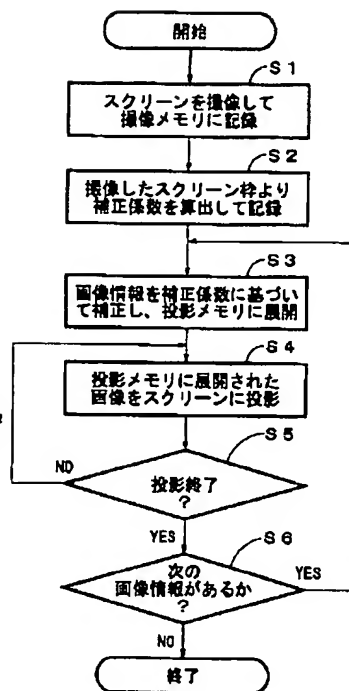 開始
S1
スクリーンを撮像して
撮像メモリに記録
S2
撮像したスクリーン枠より
補正係数を算出して記録
S3
画像情報を補正係数に基づい
て補正し、投影メモリに展開
S4
投影メモリに展開された
画像をスクリーンに投影
S5
投影終了
?
NO
YES
S6
次の
画像情報があるか
?
YES
NO
終了